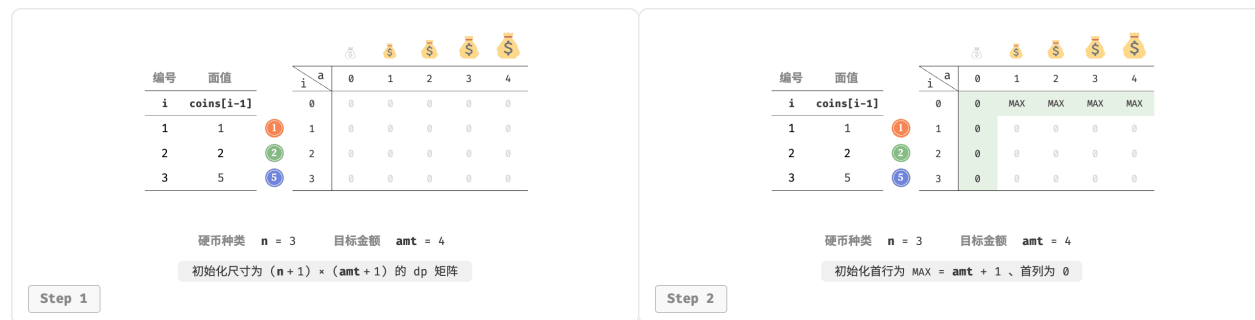 编号 面值 i a 0 1 2 3 4
i coins[i-1] 0 0 0 0 0 0
1 1 1 1 0 0 0 0 0
2 2 2 2 0 0 0 0 0
3 5 5 3 0 0 0 0 0
硬币种类 n = 3 目标金额 amt = 4
初始化尺寸为 (n + 1) × (amt + 1) 的 dp 矩阵
Step 1
编号 面值 i a 0 1 2 3 4
i coins[i-1] 0 0 MAX MAX MAX MAX
1 1 1 1 0 0 0 0 0
2 2 2 2 0 0 0 0 0
3 5 5 3 0 0 0 0 0
硬币种类 n = 3 目标金额 amt = 4
初始化首行为 MAX = amt + 1 、首列为 0
Step 2